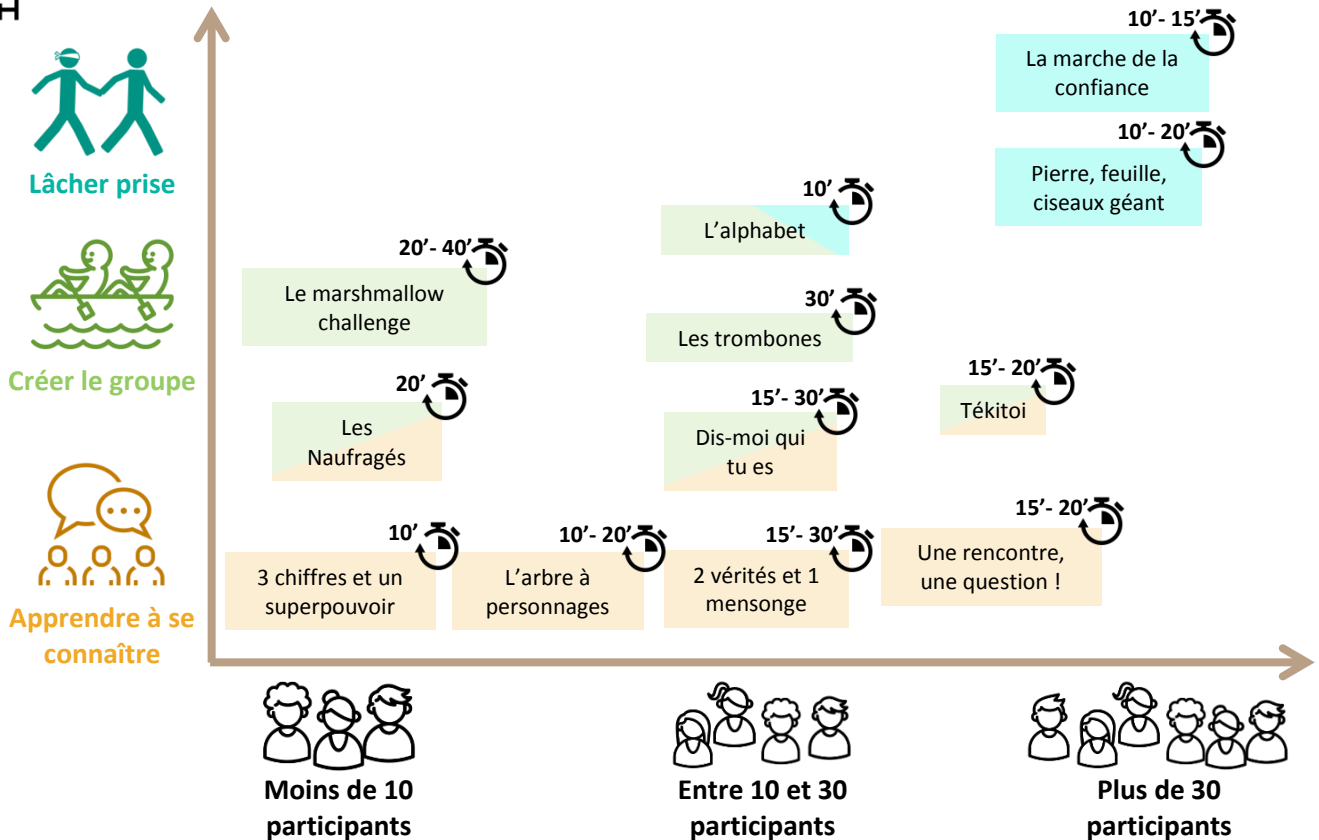 10’- 15’
La marche de la
confiance
10’- 20’
Lâcher prise
Pierre, feuille,
ciseaux géant
10’
L’alphabet
20’- 40’
Le marshmallow
challenge
30’
Les trombones
Créer le groupe
20’
15’- 30’
15’- 20’
Les
Naufragés
Dis-moi qui
tu es
Tékitoi
10’
10’- 20’
15’- 30’
15’- 20’
3 chiffres et un
superpouvoir
L’arbre à
personnages
2 vérités et 1
mensonge
Une rencontre,
une question !
Apprendre à se
connaître
Moins de 10
participants
Entre 10 et 30
participants
Plus de 30
participants